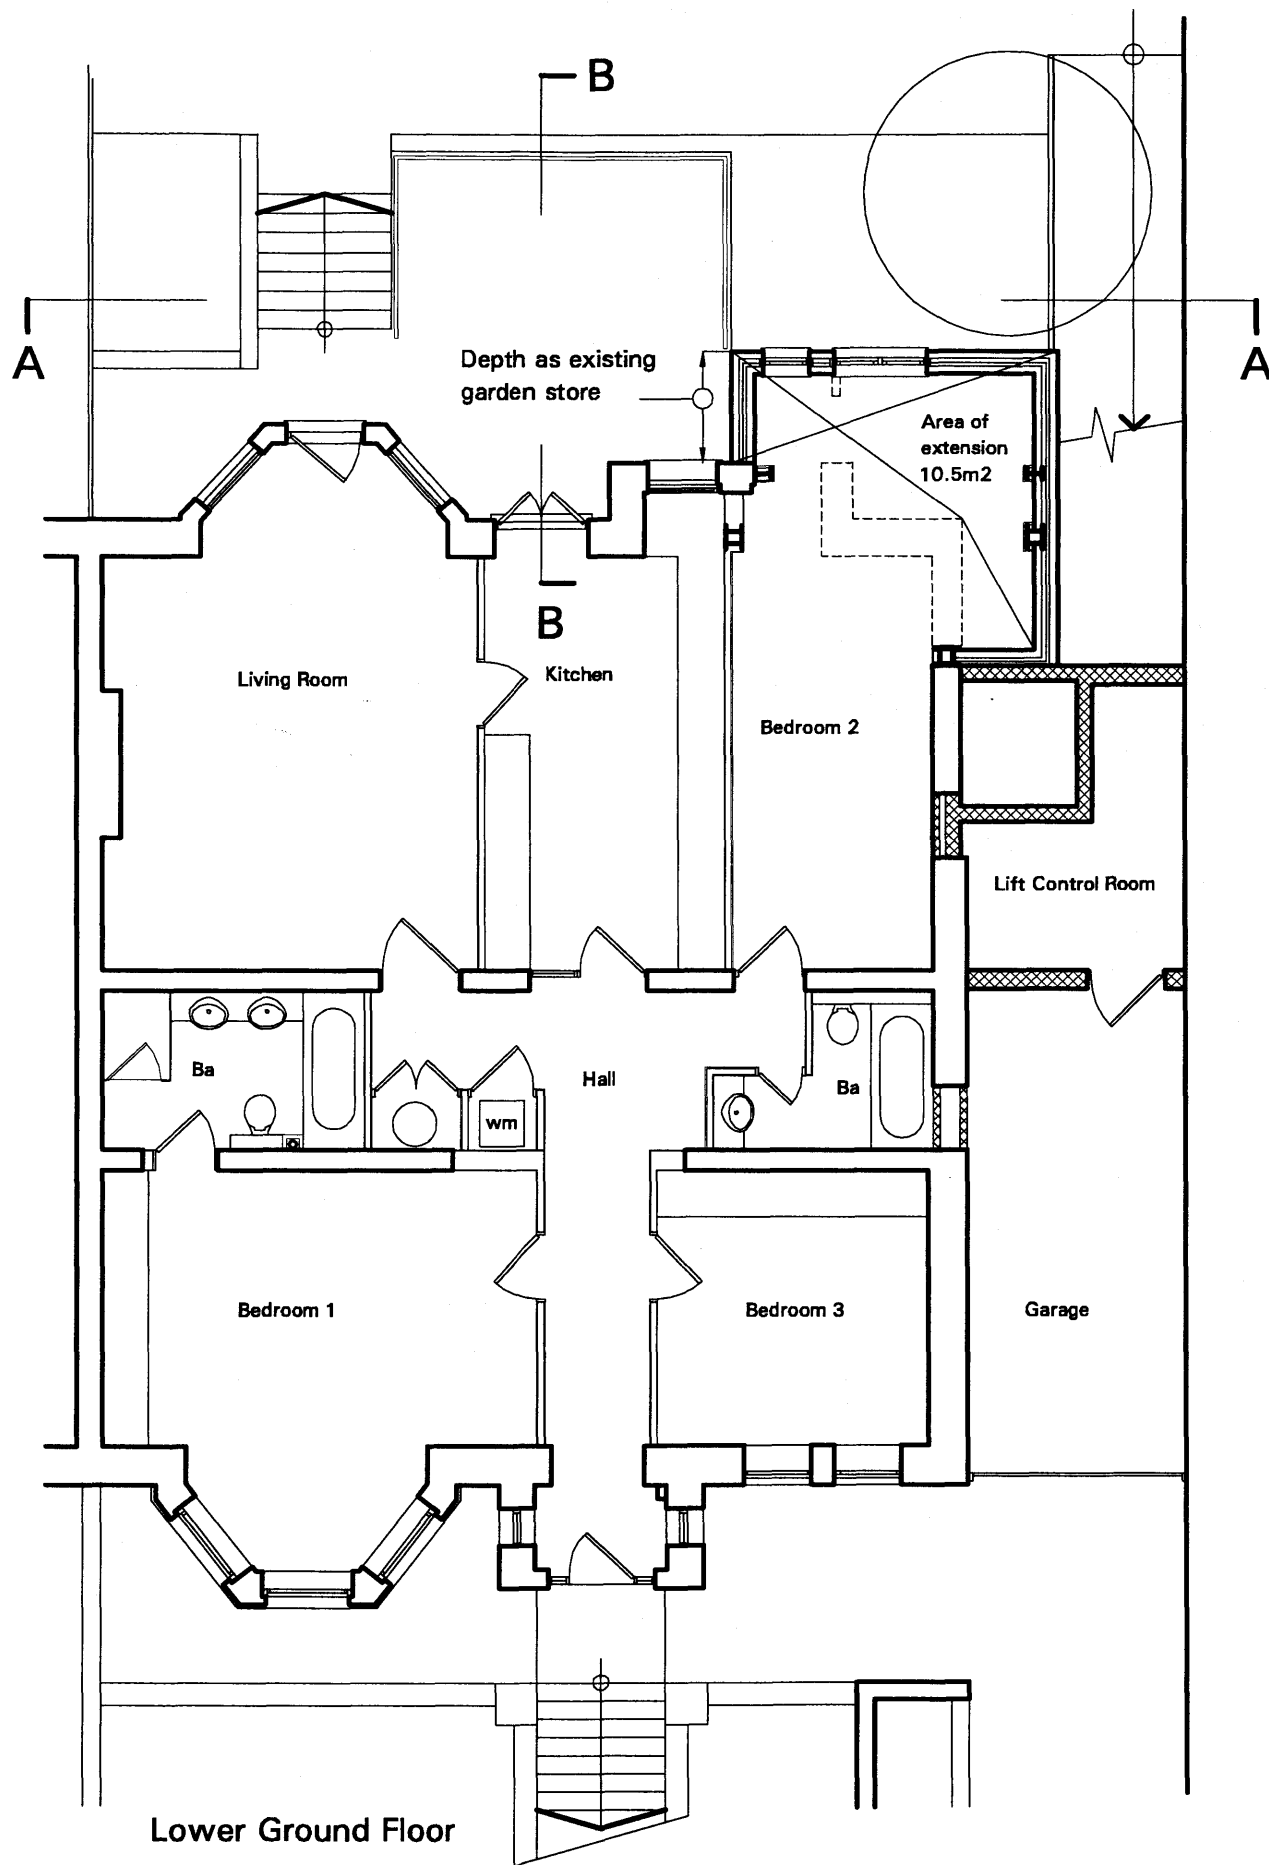 B
A
A
Depth as existing
garden store
Area of
extension
10.5m2
B
Living Room
Kitchen
Bedroom 2
Lift Control Room
Ba
Hall
Ba
wm
Bedroom 1
Bedroom 3
Garage
Lower Ground Floor